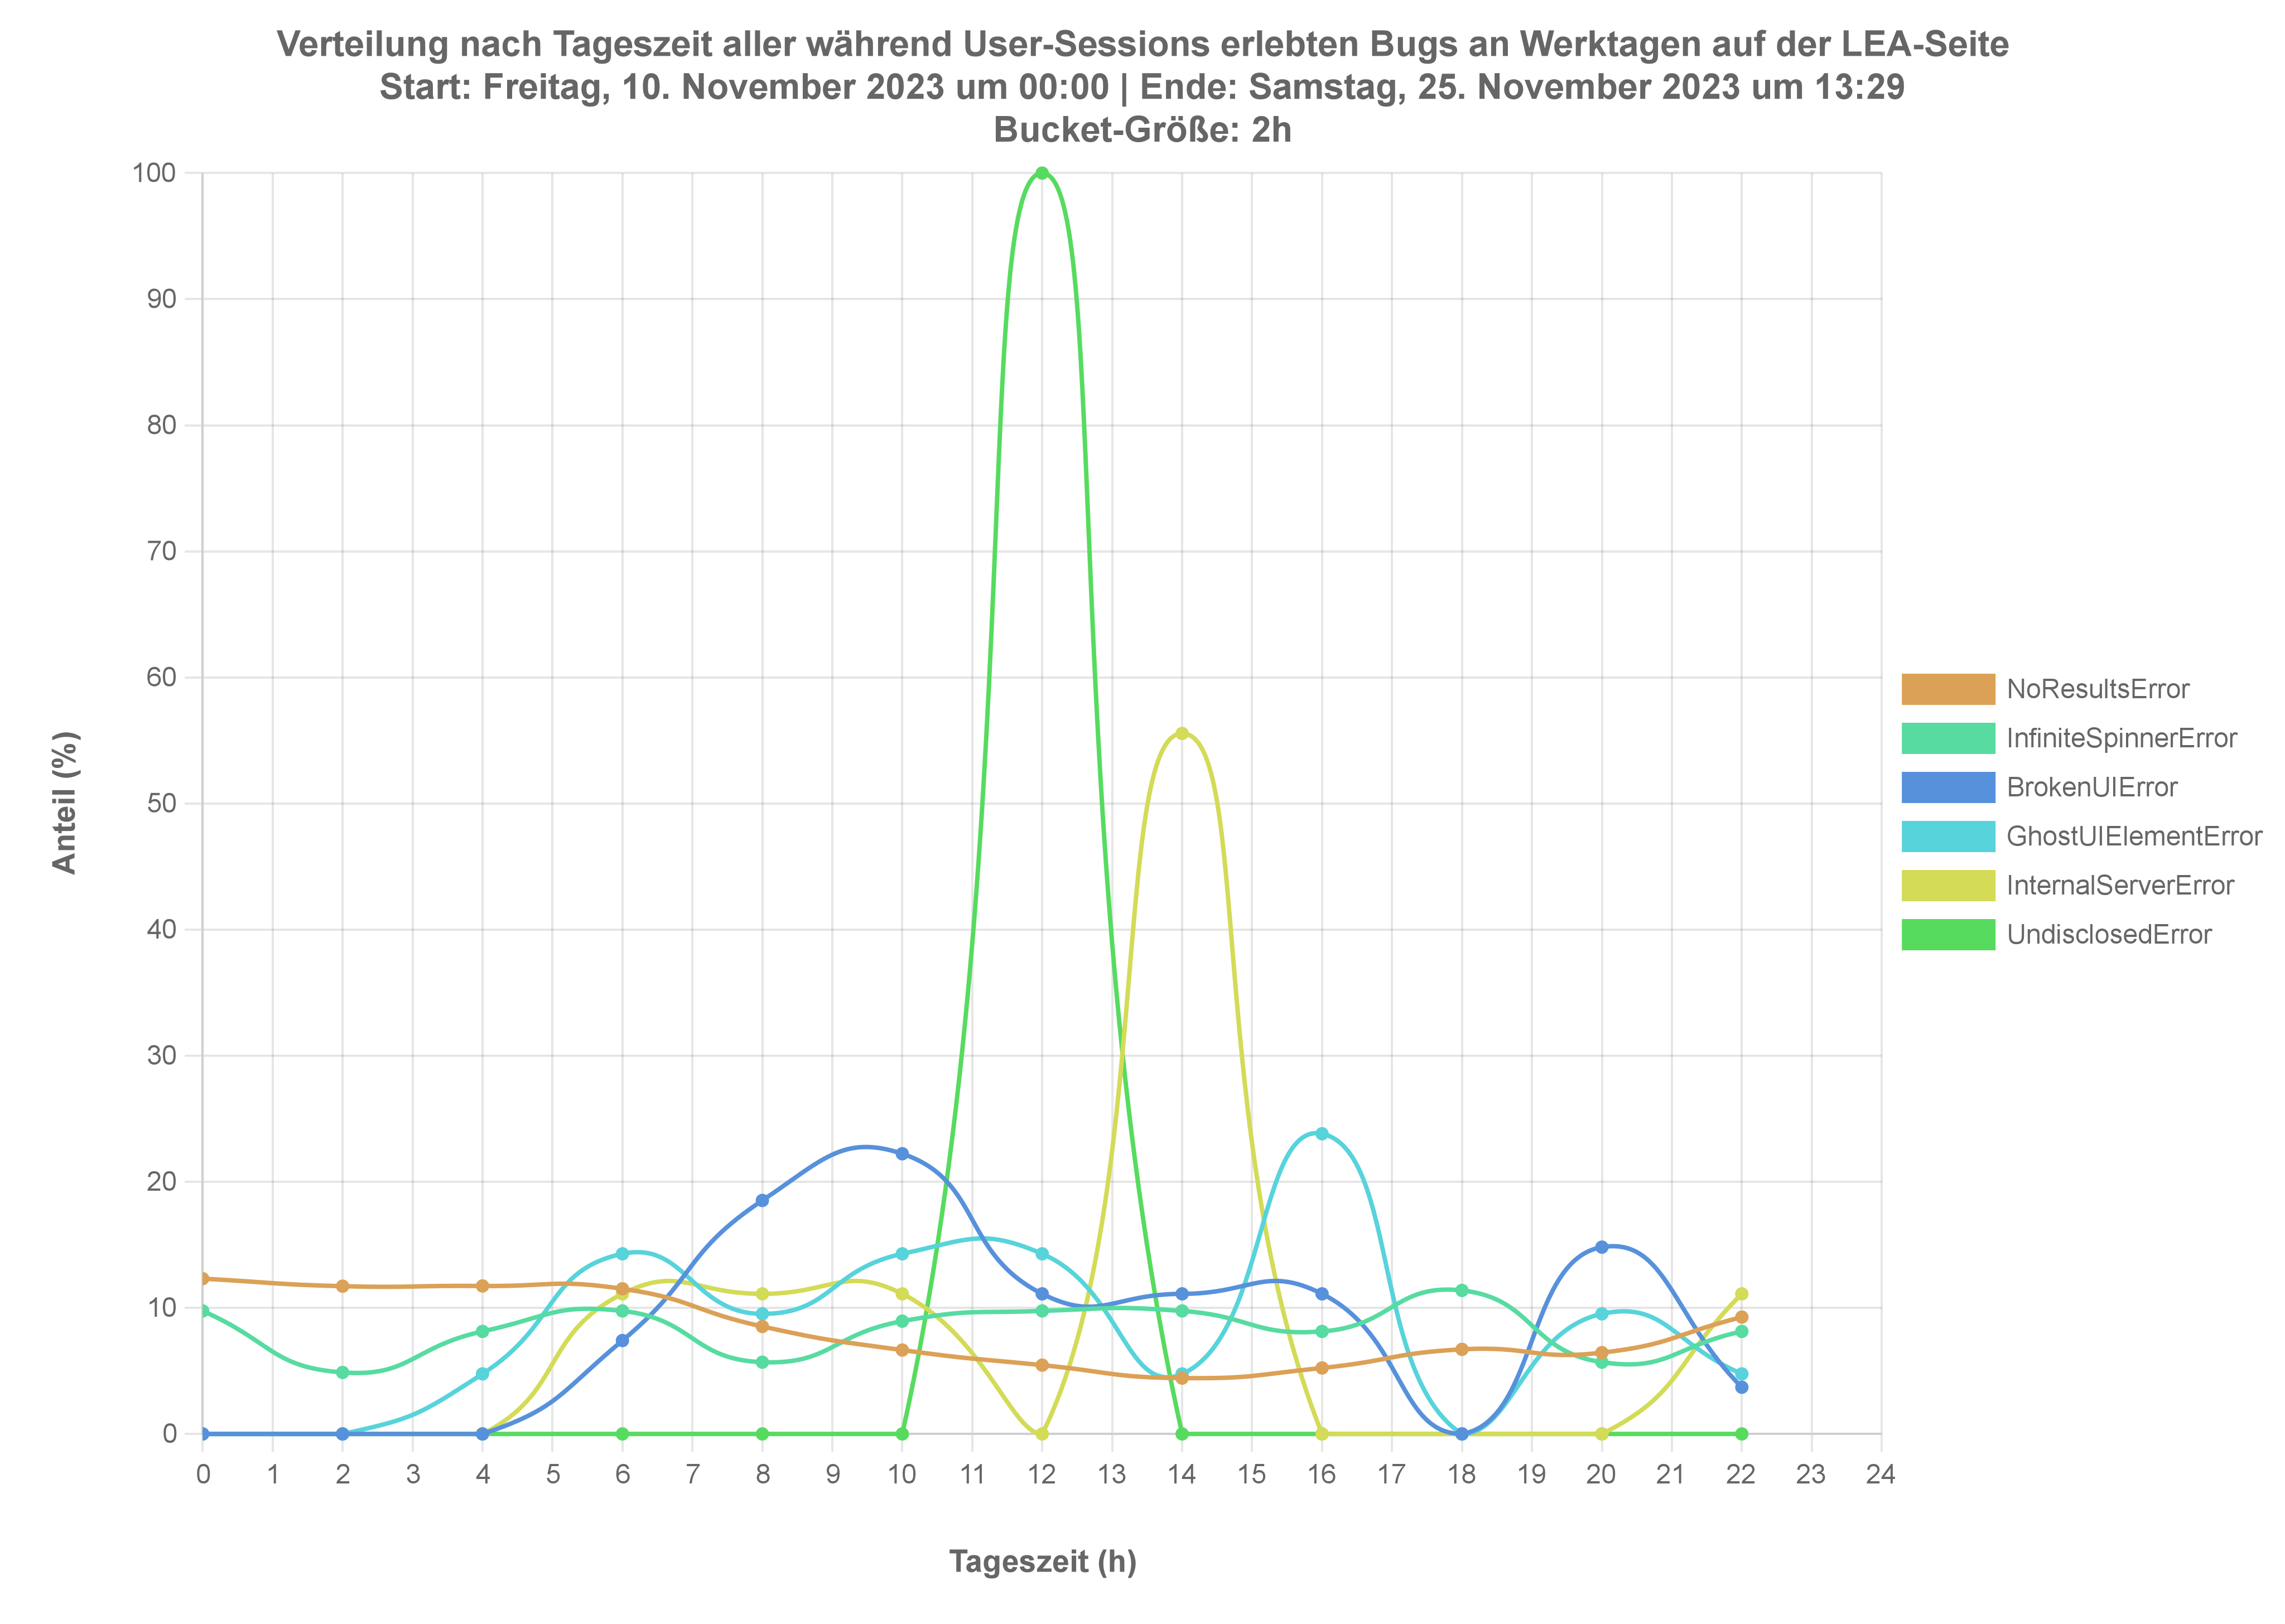 Verteilung nach Tageszeit aller während User-Sessions erlebten Bugs an Werktagen auf der LEA-Seite
Start: Freitag, 10. November 2023 um 00:00 | Ende: Samstag, 25. November 2023 um 13:29
Bucket-Größe: 2h
100
90
80
70
60
50
40
30
20
10
0
Anteil (%)
0 1 2 3 4 5 6 7 8 9 10 11 12 13 14 15 16 17 18 19 20 21 22 23 24
Tageszeit (h)
NoResultsError
InfiniteSpinnerError
BrokenUIError
GhostUIElementError
InternalServerError
UndisclosedError